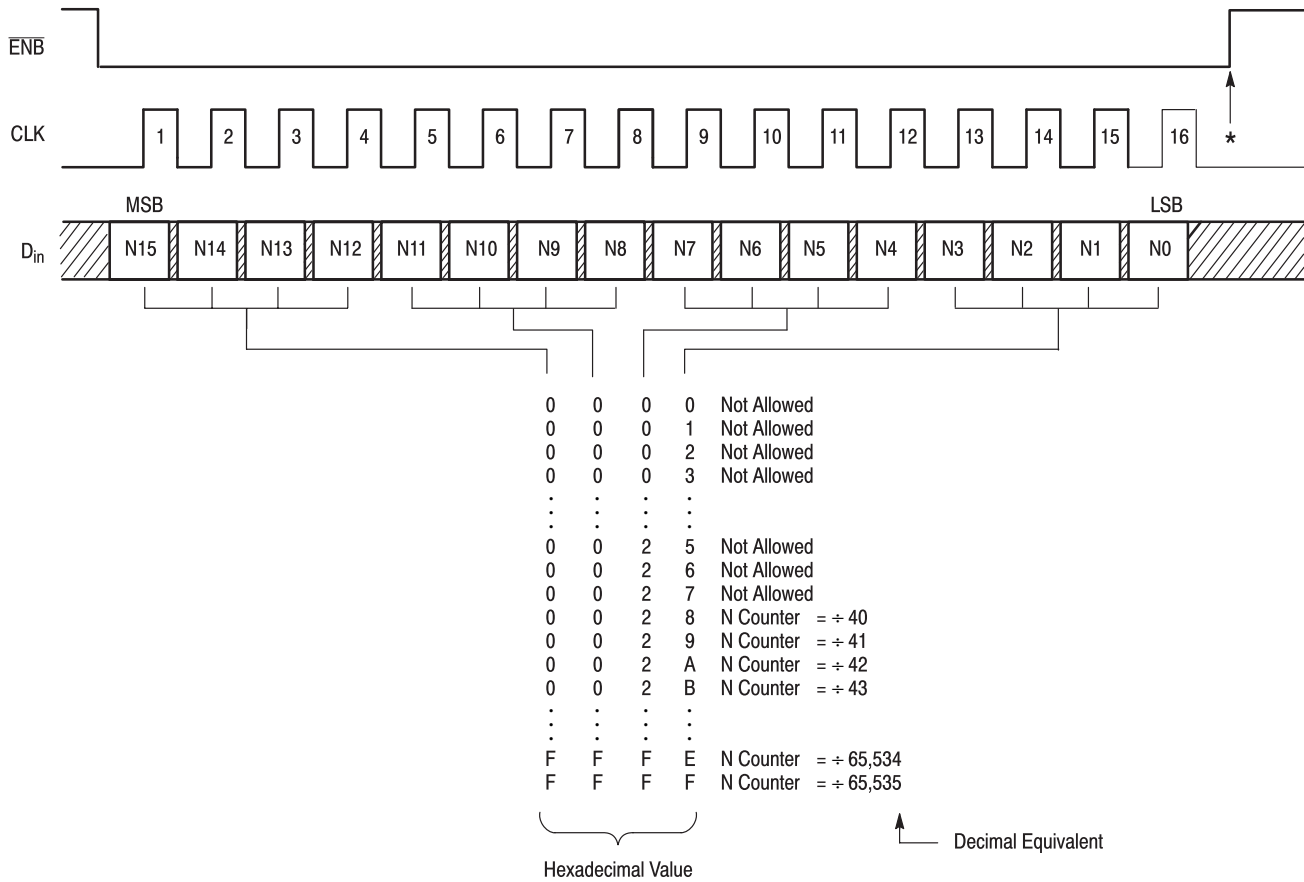 ENB
CLK 1 2 3 4 5 6 7 8 9 10 11 12 13 14 15 16 *
MSB LSB
Din N15 N14 N13 N12 N11 N10 N9 N8 N7 N6 N5 N4 N3 N2 N1 N0
0 0 0 0 Not Allowed
0 0 0 1 Not Allowed
0 0 0 2 Not Allowed
0 0 0 3 Not Allowed
. . . .
. . . .
. . . .
0 0 2 5 Not Allowed
0 0 2 6 Not Allowed
0 0 2 7 Not Allowed
0 0 2 8 N Counter = ÷ 40
0 0 2 9 N Counter = ÷ 41
0 0 2 A N Counter = ÷ 42
0 0 2 B N Counter = ÷ 43
. . . .
. . . .
. . . .
F F F E N Counter = ÷ 65,534
F F F F N Counter = ÷ 65,535
Decimal Equivalent
Hexadecimal Value